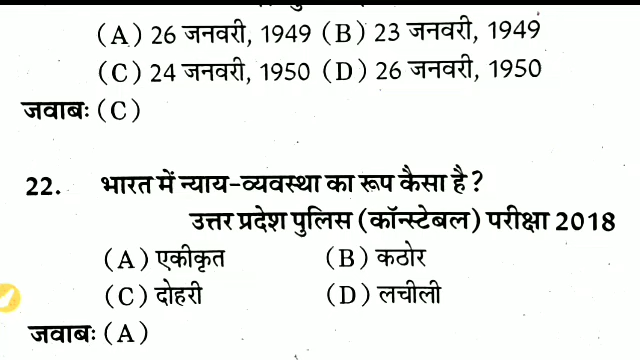 (A) 26 जनवरी, 1949 (B) 23 जनवरी, 1949
(C) 24 जनवरी, 1950 (D) 26 जनवरी, 1950
जवाबः (C)
22. भारत में न्याय-व्यवस्था का रूप कैसा है ?
उत्तर प्रदेश पुलिस (कॉन्स्टेबल) परीक्षा 2018
(A) एकीकृत (B) कठोर
(C) दोहरी (D) लचीली
जवाबः (A)